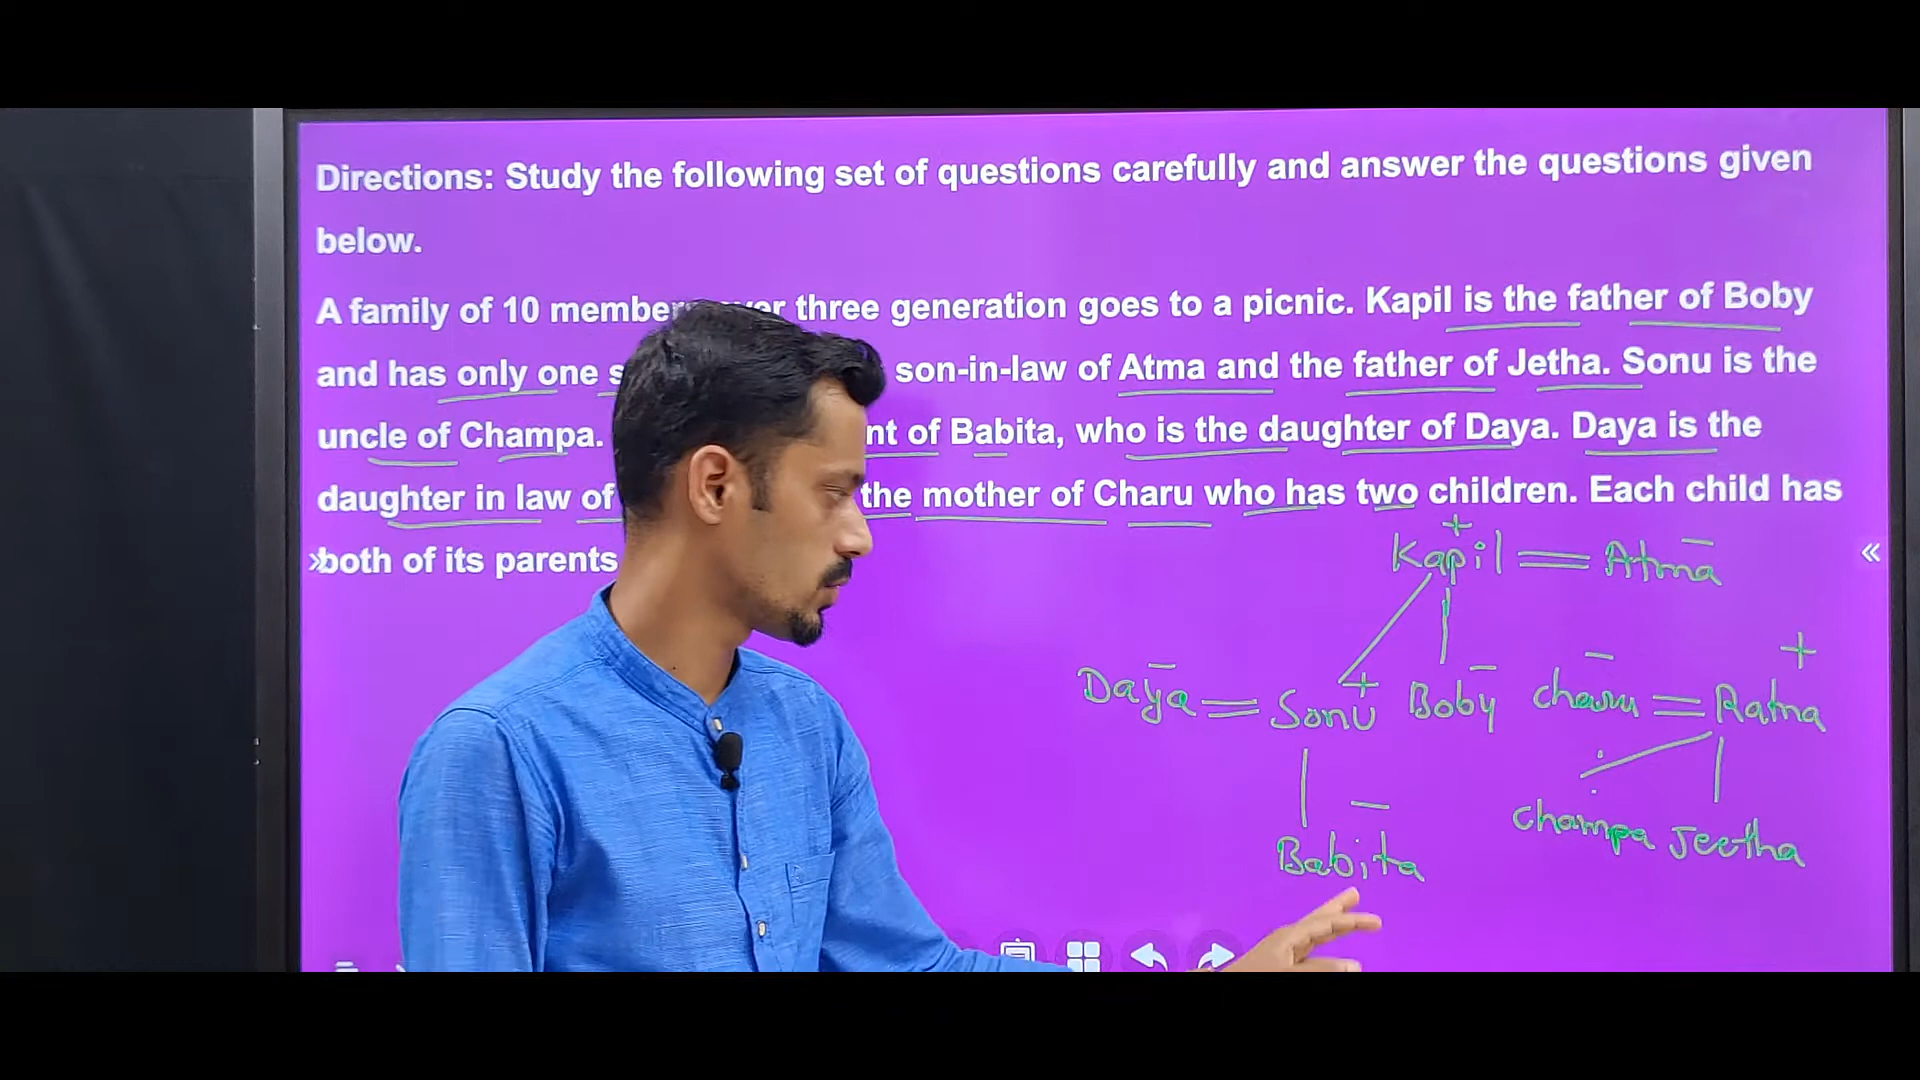 Directions: Study the following set of questions carefully and answer the questions given
below.
A family of 10 three generation goes to a picnic. Kapil is the father of Boby
and has only one son-in-law of Atma and the father of Jetha. Sonu is the
uncle of Champa. of Babita, who is the daughter of Daya. Daya is the
daughter in law of the mother of Charu who has two children. Each child has
both of its parents
Kapil + = Atma -
Daya - = Sonu + Boby - Charu - = Ratna +
Champa Jeetha
Babita -